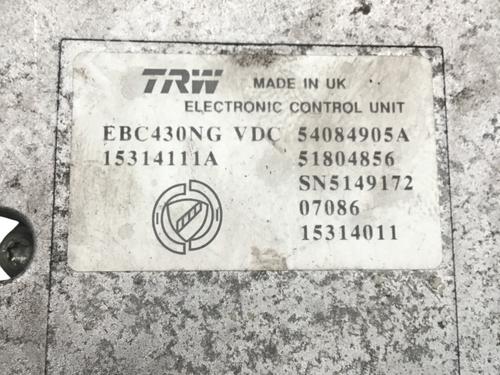 TRW MADE IN UK
ELECTRONIC CONTROL UNIT
EBC430NG VDC 54084905A
15314111A 51804856
SN5149172
07086
15314011